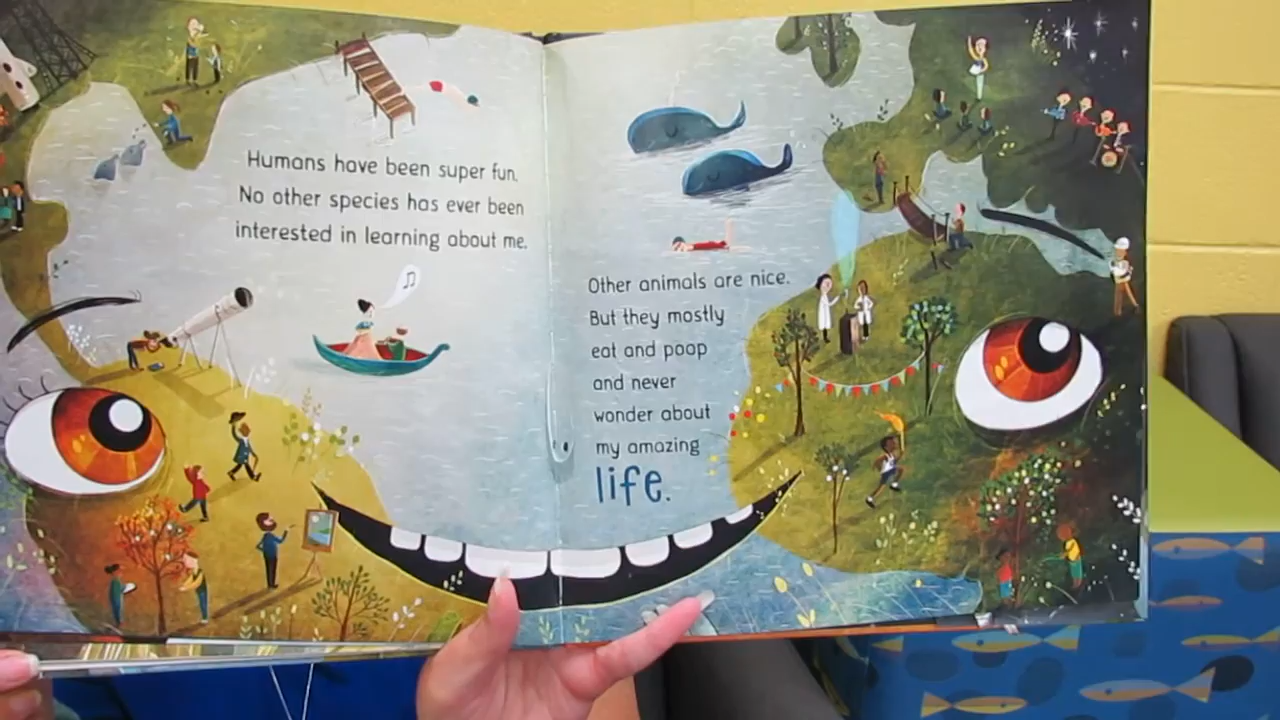 Humans have been super fun.
No other species has ever been
interested in learning about me.
Other animals are nice.
But they mostly
eat and poop
and never
wonder about
my amazing
life.